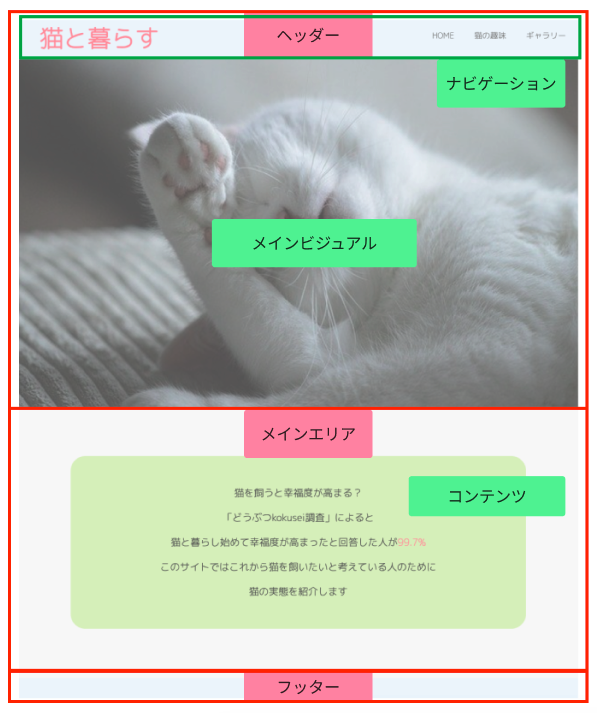 猫と暮らす
ヘッダー
HOME 猫の趣味 ギャラリー
ナビゲーション
メインビジュアル
メインエリア
コンテンツ
猫を飼うと幸福度が高まる？
「どうぶつkokusei調査」によると
猫と暮らし始めて幸福度が高まったと回答した人が99.7%
このサイトではこれから猫を飼いたいと考えている人のために
猫の実態を紹介します
フッター